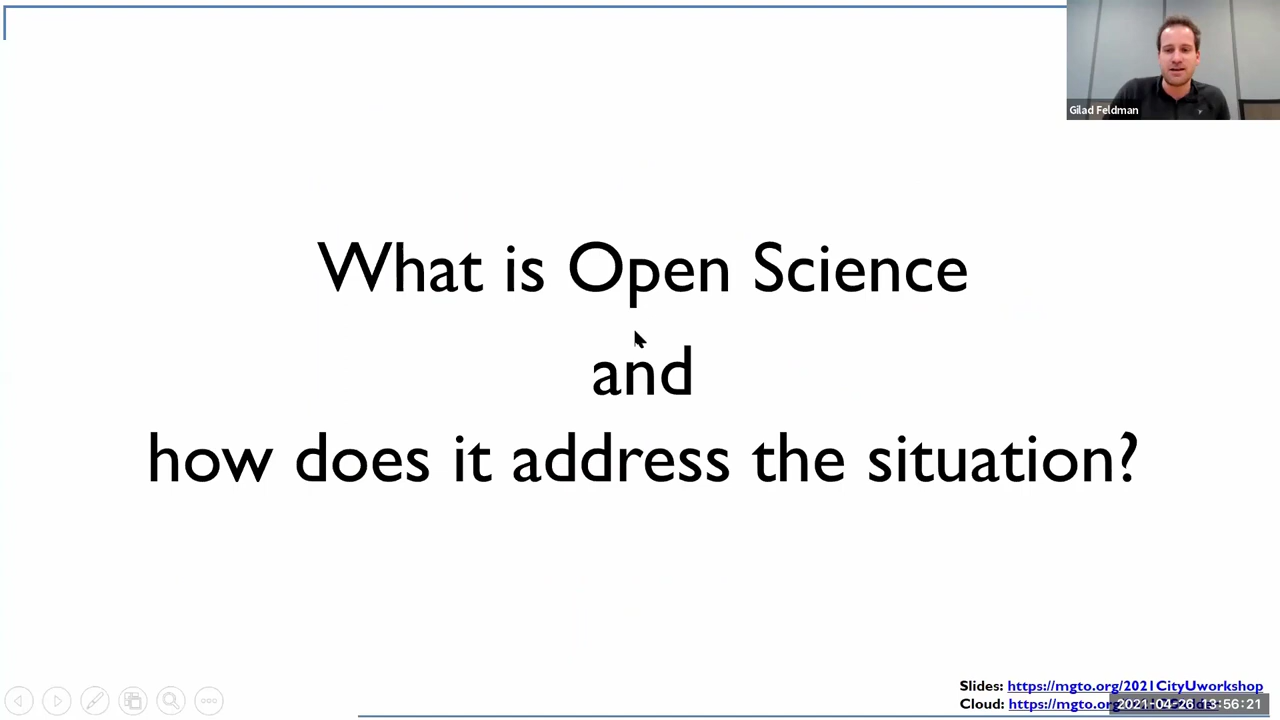 Gilad Feldman
What is Open Science
and
how does it address the situation?
Slides: https://mgto.org/2021CityUworkshop
Cloud: https://mgto.org
2021-04-26 13:56:21